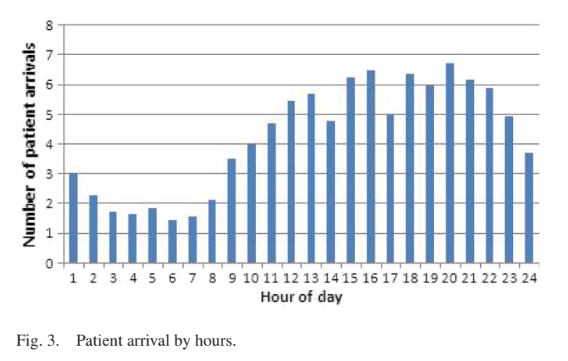 8
7
6
5
4
3
2
1
0
Number of patient arrivals
1 2 3 4 5 6 7 8 9 10 11 12 13 14 15 16 17 18 19 20 21 22 23 24
Hour of day
Fig. 3. Patient arrival by hours.